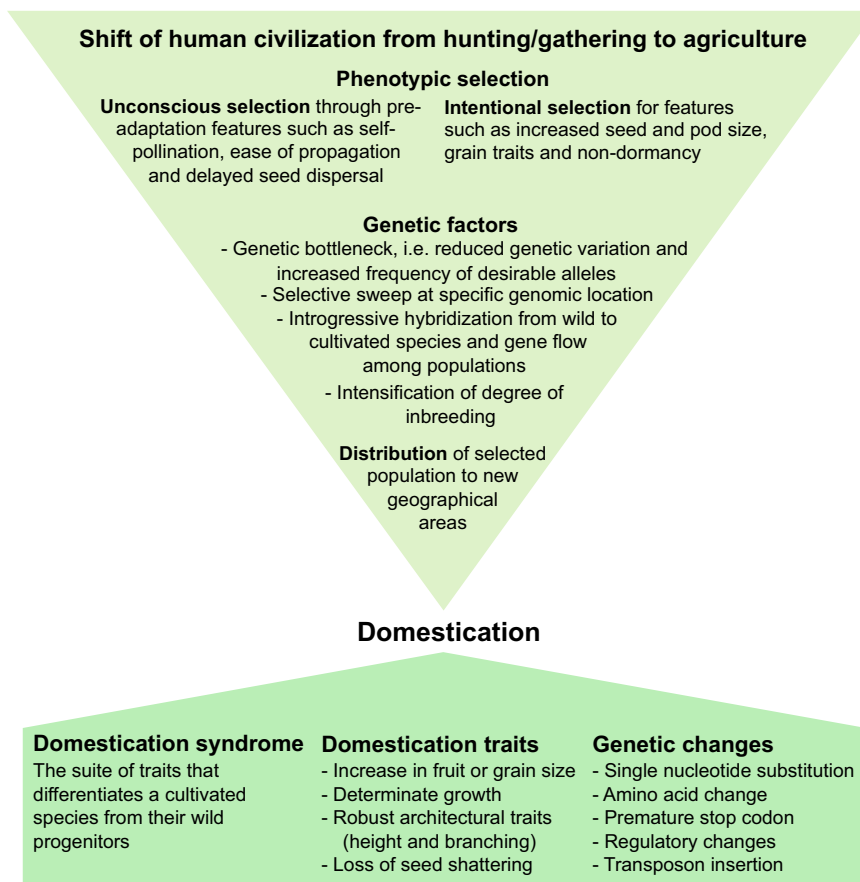 Shift of human civilization from hunting/gathering to agriculture
Phenotypic selection
Unconscious selection through pre-
adaptation features such as self-
pollination, ease of propagation
and delayed seed dispersal
Intentional selection for features
such as increased seed and pod size,
grain traits and non-dormancy
Genetic factors
- Genetic bottleneck, i.e. reduced genetic variation and
increased frequency of desirable alleles
- Selective sweep at specific genomic location
- Introgressive hybridization from wild to
cultivated species and gene flow
among populations
- Intensification of degree of
inbreeding
Distribution of selected
population to new
geographical
areas
Domestication
Domestication syndrome
The suite of traits that
differentiates a cultivated
species from their wild
progenitors
Domestication traits
- Increase in fruit or grain size
- Determinate growth
- Robust architectural traits
(height and branching)
- Loss of seed shattering
Genetic changes
- Single nucleotide substitution
- Amino acid change
- Premature stop codon
- Regulatory changes
- Transposon insertion